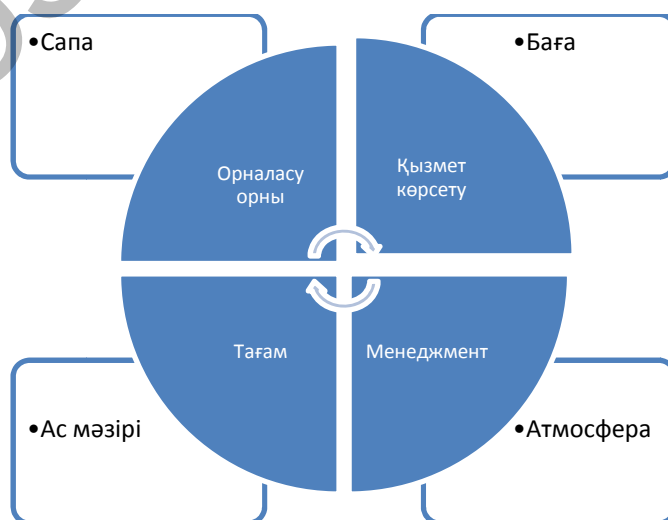 •Сапа
•Баға
Орналасу
орны
Қызмет
көрсету
Тағам
Менеджмент
•Ас мәзірі
•Атмосфера